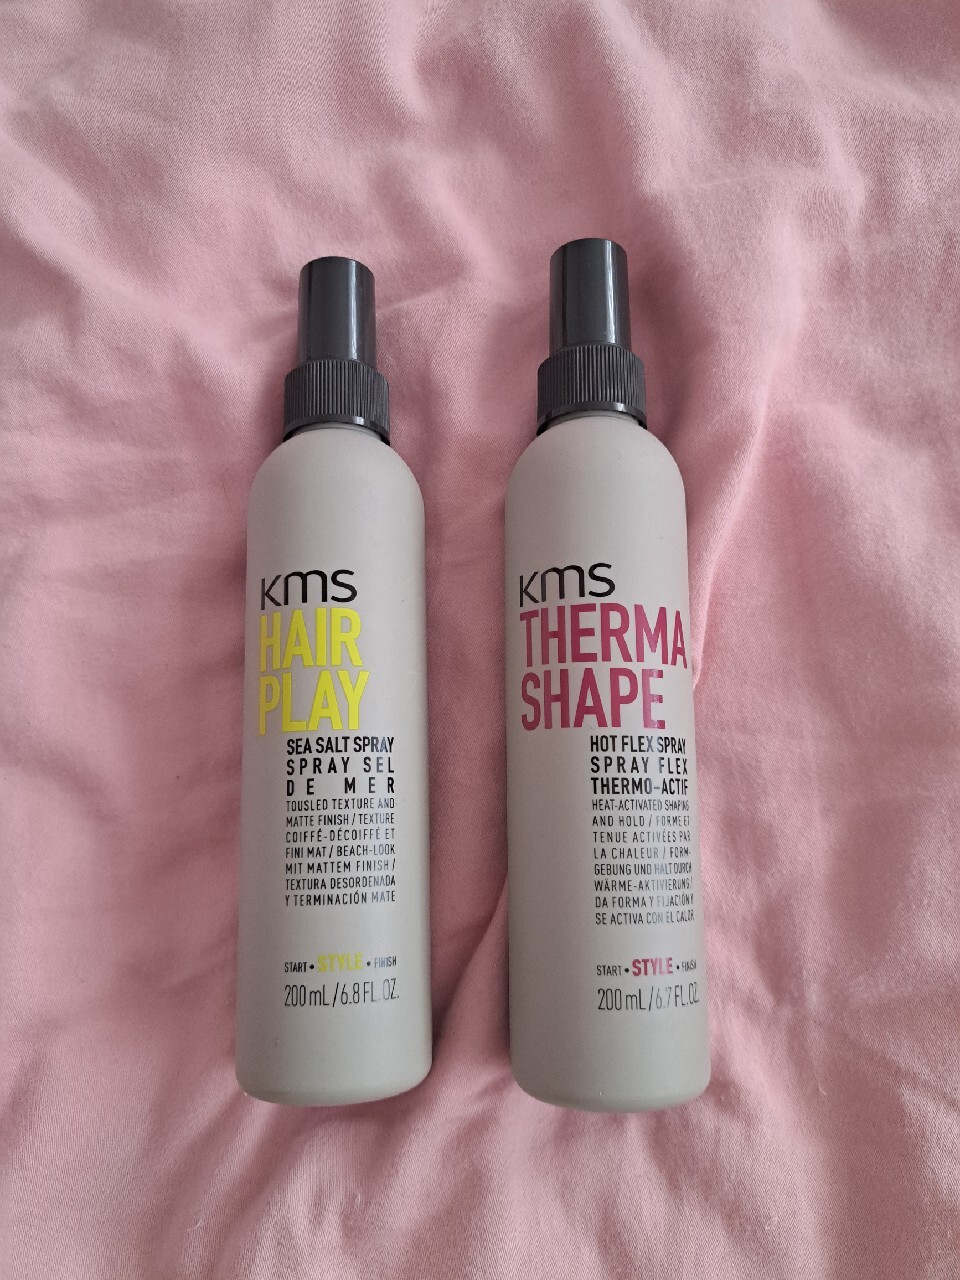 KMS
HAIR
PLAY
SEA SALT SPRAY
SPRAY SEL
DE MER
TOUSLED TEXTURE AND
MATTE FINISH / TEXTURE
COIFFÉ-DÉCOIFFÉ ET
FINI MAT / BEACH-LOOK
MIT MATTEM FINISH /
TEXTURA DESORDENADA
Y TERMINACIÓN MATE
START • STYLE • FINISH
200 mL / 6.8 FL. OZ.
KMS
THERMA
SHAPE
HOT FLEX SPRAY
SPRAY FLEX
THERMO-ACTIF
HEAT-ACTIVATED SHAPING
AND HOLD / FORME ET
TENUE ACTIVÉES PAR
LA CHALEUR / FORM-
GEBUNG UND HALT DURCH
WÄRME-AKTIVIERUNG /
DA FORMA Y FIJACIÓN Y
SE ACTIVA CON EL CALOR
START • STYLE • FINISH
200 mL / 6.7 FL. OZ.